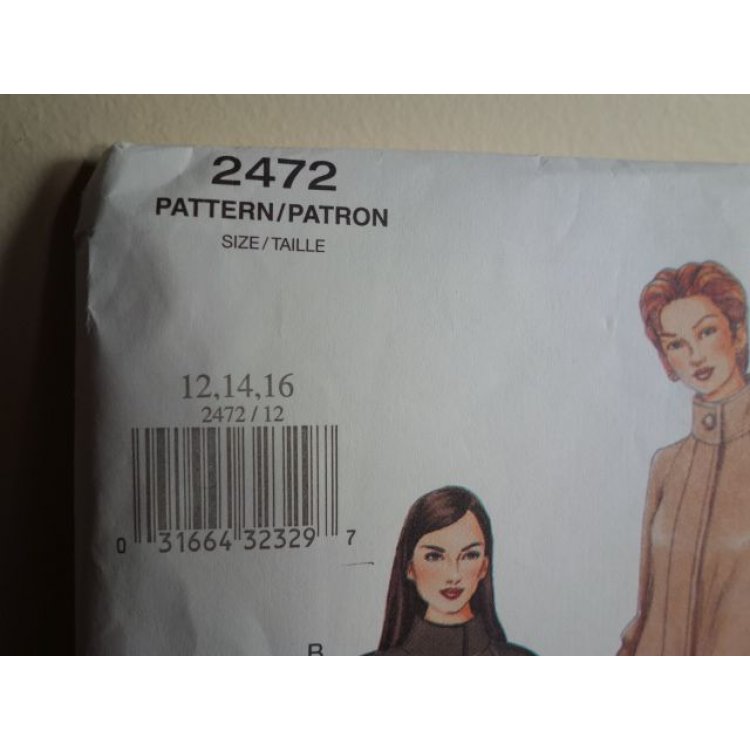 2472
PATTERN/PATRON
SIZE/TAILLE
12,14,16
2472/12
0 31664 32329 7
B